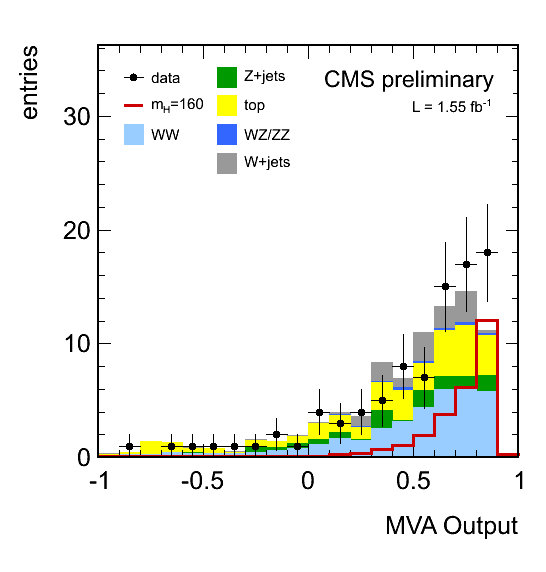 entries
30
20
10
0
data
m_H=160
WW
Z+jets
top
WZ/ZZ
W+jets
CMS preliminary
L = 1.55 fb⁻¹
-1 -0.5 0 0.5 1
MVA Output